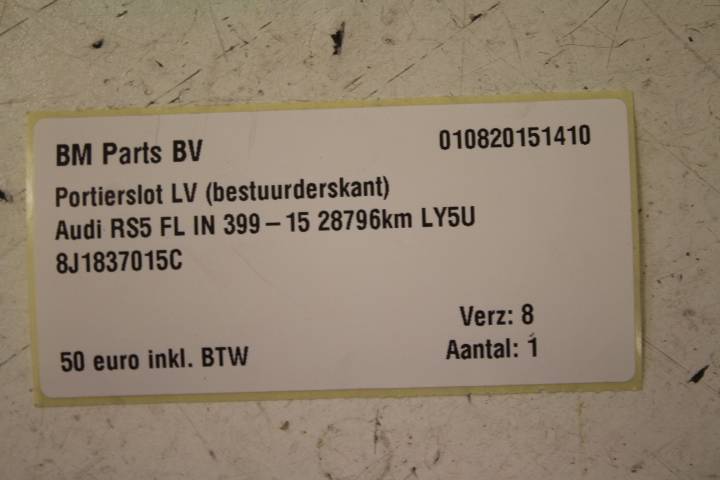 BM Parts BV 010820151410
Portierslot LV (bestuurderskant)
Audi RS5 FL IN 399 – 15 28796km LY5U
8J1837015C
Verz: 8
50 euro inkl. BTW Aantal: 1